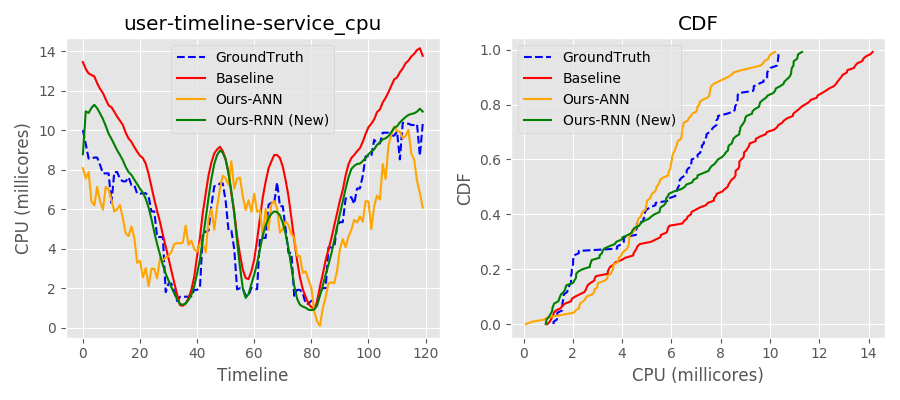 user-timeline-service_cpu
GroundTruth
Baseline
Ours-ANN
Ours-RNN (New)
CPU (millicores)
14
12
10
8
6
4
2
0
0
20
40
60
80
100
120
Timeline
CDF
GroundTruth
Baseline
Ours-ANN
Ours-RNN (New)
CDF
1.0
0.8
0.6
0.4
0.2
0.0
0
2
4
6
8
10
12
14
CPU (millicores)